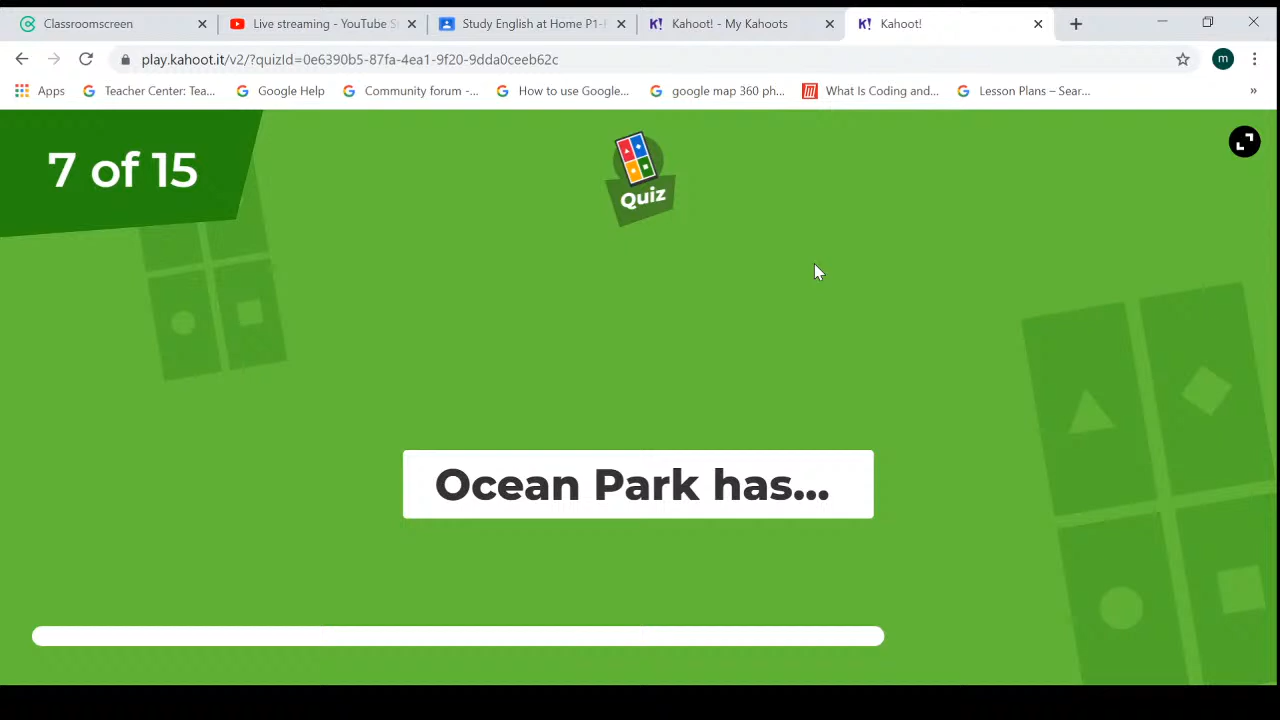 Classroomscreen
Live streaming - YouTube S
Study English at Home P1-P
Kahoot! - My Kahoots
Kahoot!
play.kahoot.it/v2/?quizId=0e6390b5-87fa-4ea1-9f20-9dda0ceeb62c
m
Apps
Teacher Center: Tea...
Google Help
Community forum -...
How to use Google...
google map 360 ph...
What Is Coding and...
Lesson Plans – Sear...
»
7 of 15
Quiz
Ocean Park has...